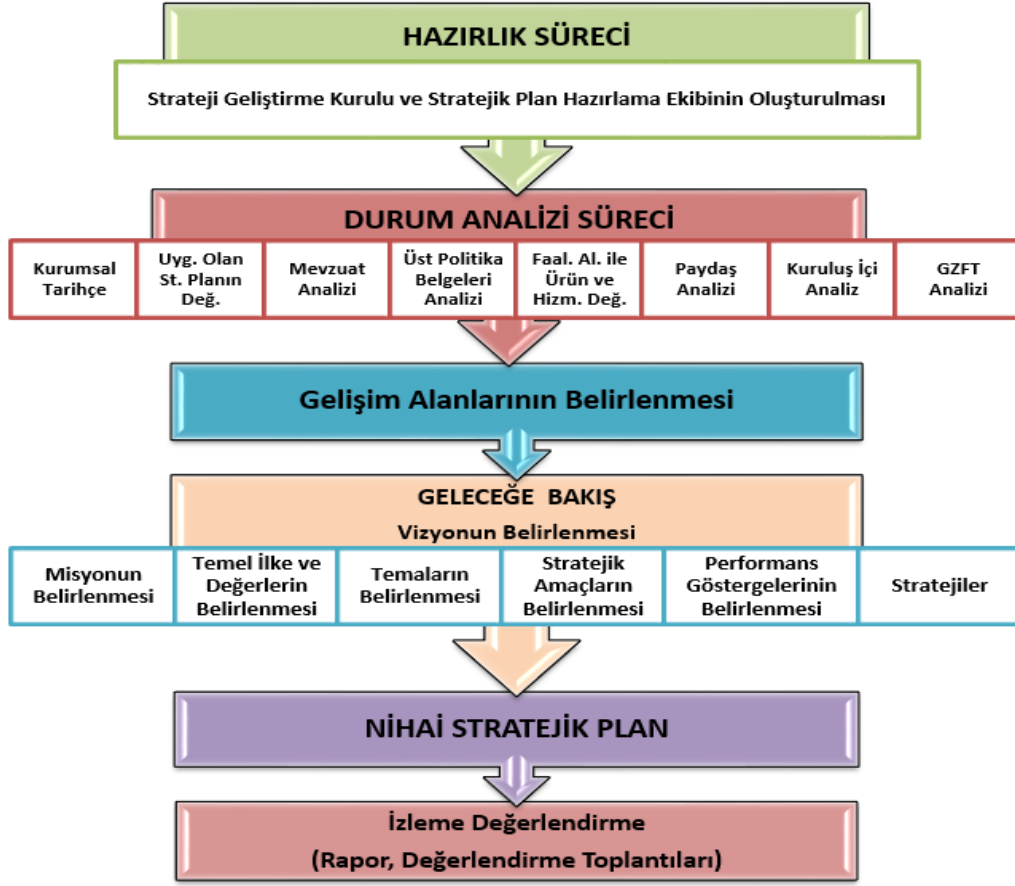 HAZIRLIK SÜRECİ
Strateji Geliştirme Kurulu ve Stratejik Plan Hazırlama Ekibinin Oluşturulması
DURUM ANALİZİ SÜRECİ
Kurumsal
Tarihçe
Uyg. Olan
St. Planın
Değ.
Mevzuat
Analizi
Üst Politika
Belgeleri
Analizi
Faal. Al. ile
Ürün ve
Hizm. Değ.
Paydaş
Analizi
Kuruluş İçi
Analiz
GZFT
Analizi
Gelişim Alanlarının Belirlenmesi
GELECEĞE BAKIŞ
Vizyonun Belirlenmesi
Misyonun
Belirlenmesi
Temel İlke ve
Değerlerin
Belirlenmesi
Temaların
Belirlenmesi
Stratejik
Amaçların
Belirlenmesi
Performans
Göstergelerinin
Belirlenmesi
Stratejiler
NİHAİ STRATEJİK PLAN
İzleme Değerlendirme
(Rapor, Değerlendirme Toplantıları)